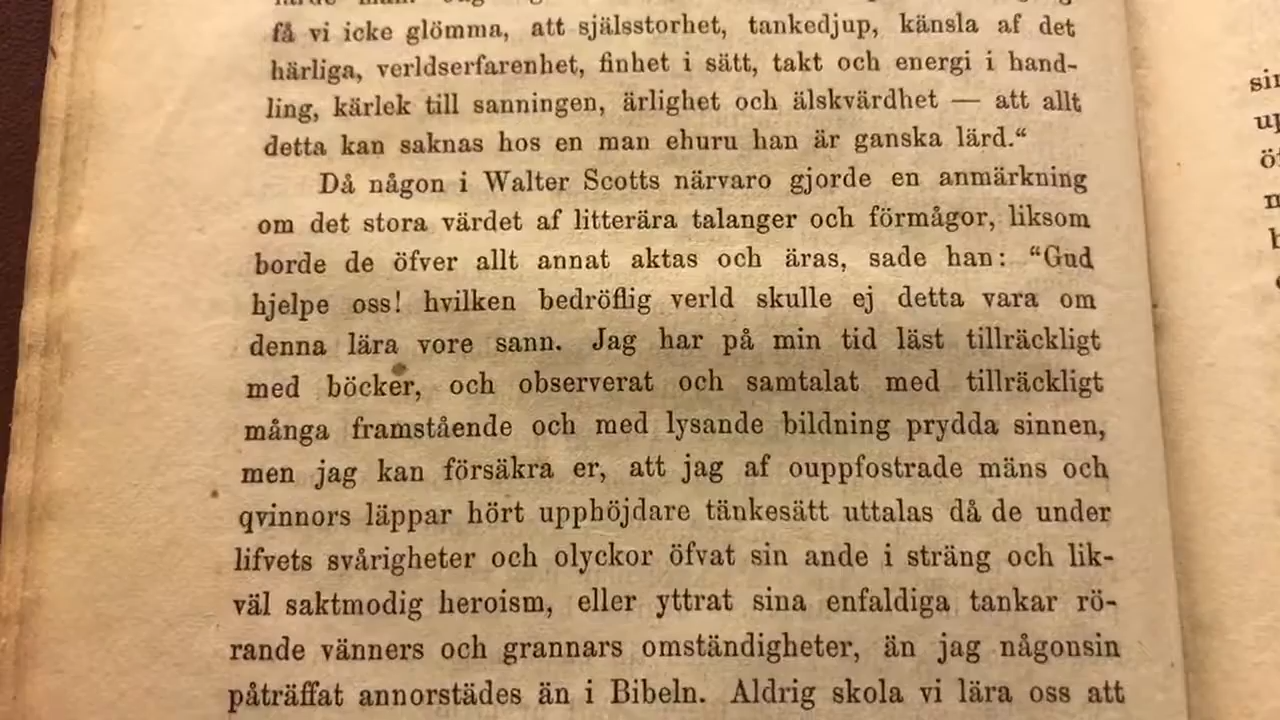 få vi icke glömma, att själsstorhet, tankedjup, känsla af det
härliga, verldserfarenhet, finhet i sätt, takt och energi i hand-
ling, kärlek till sanningen, ärlighet och älskvärdhet — att allt
detta kan saknas hos en man ehuru han är ganska lärd.“
Då någon i Walter Scotts närvaro gjorde en anmärkning
om det stora värdet af litterära talanger och förmågor, liksom
borde de öfver allt annat aktas och äras, sade han: “Gud
hjelpe oss! hvilken bedröflig verld skulle ej detta vara om
denna lära vore sann. Jag har på min tid läst tillräckligt
med böcker, och observerat och samtalat med tillräckligt
många framstående och med lysande bildning prydda sinnen,
men jag kan försäkra er, att jag af ouppfostrade mäns och
qvinnors läppar hört upphöjdare tänkesätt uttalas då de under
lifvets svårigheter och olyckor öfvat sin ande i sträng och lik-
väl saktmodig heroism, eller yttrat sina enfaldiga tankar rö-
rande vänners och grannars omständigheter, än jag någonsin
påträffat annorstädes än i Bibeln. Aldrig skola vi lära oss att